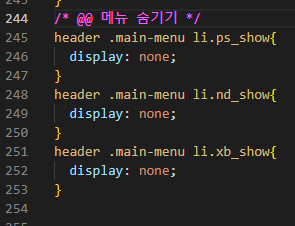 243 }
244 /* @@ 메뉴 숨기기 */
245 header .main-menu li.ps_show{
246 display: none;
247 }
248 header .main-menu li.nd_show{
249 display: none;
250 }
251 header .main-menu li.xb_show{
252 display: none;
253 }
254
255